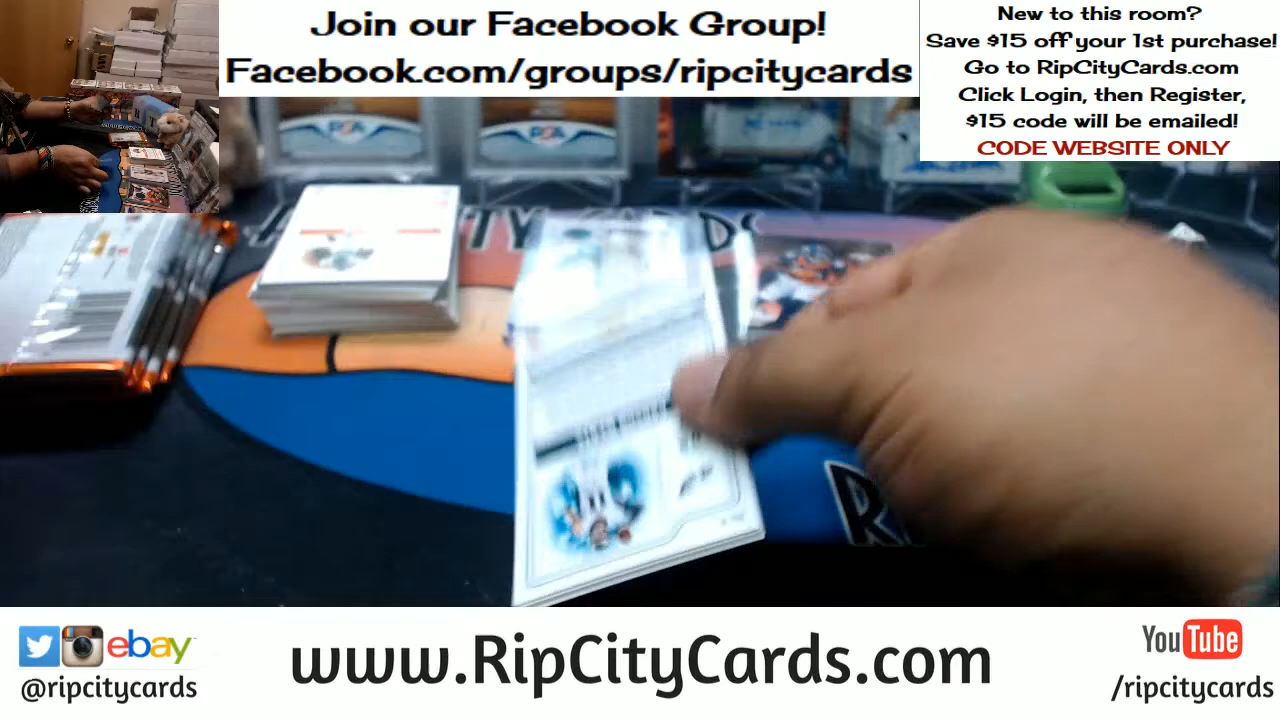 Join our Facebook Group!
Facebook.com/groups/ripcitycards
New to this room?
Save $15 off your 1st purchase!
Go to RipCityCards.com
Click Login, then Register,
$15 code will be emailed!
CODE WEBSITE ONLY
PSA
PSA
ebay
@ripcitycards
www.RipCityCards.com
YouTube
/ripcitycards